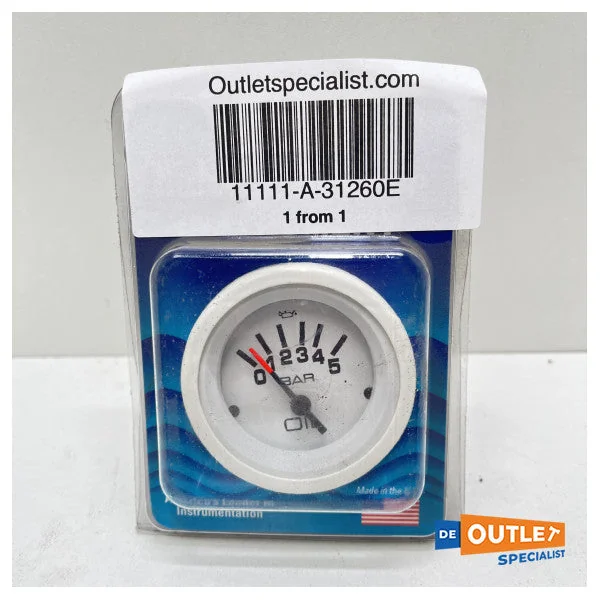 Outletspecialist.com
11111-A-31260E
1 from 1
0 1 2 3 4 5
BAR
Made in the
Instrumentation
DE OUTLET
SPECIALIST